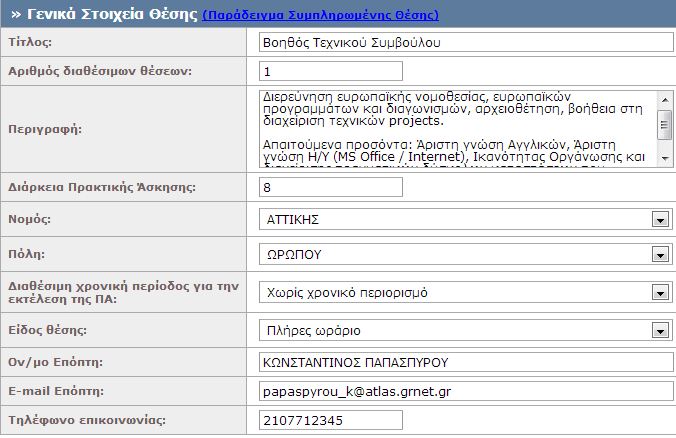 » Γενικά Στοιχεία Θέσης (Παράδειγμα Συμπληρωμένης Θέσης)
Τίτλος: Βοηθός Τεχνικού Συμβούλου
Αριθμός διαθέσιμων θέσεων: 1
Περιγραφή:
Διερεύνηση ευρωπαϊκής νομοθεσίας, ευρωπαϊκών
προγραμμάτων και διαγωνισμών, αρχειοθέτηση, βοήθεια στη
διαχείριση τεχνικών projects.
Απαιτούμενα προσόντα: Άριστη γνώση Αγγλικών, Άριστη
γνώση Η/Υ (MS Office / Internet), Ικανότητας Οργάνωσης και
Διάρκεια Πρακτικής Άσκησης: 8
Νομός: ΑΤΤΙΚΗΣ
Πόλη: ΩΡΩΠΟΥ
Διαθέσιμη χρονική περίοδος για την
εκτέλεση της ΠΑ: Χωρίς χρονικό περιορισμό
Είδος θέσης: Πλήρες ωράριο
Ον/μο Επόπτη: ΚΩΝΣΤΑΝΤΙΝΟΣ ΠΑΠΑΣΠΥΡΟΥ
E-mail Επόπτη: papaspyrou_k@atlas.grnet.gr
Τηλέφωνο επικοινωνίας: 2107712345